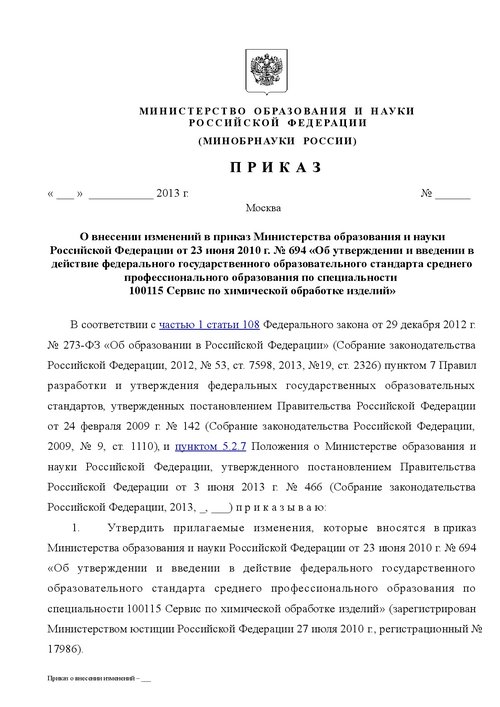 МИНИСТЕРСТВО ОБРАЗОВАНИЯ И НАУКИ
РОССИЙСКОЙ ФЕДЕРАЦИИ
(МИНОБРНАУКИ РОССИИ)
ПРИКАЗ
« ___ » ___________ 2013 г. № ______
Москва
О внесении изменений в приказ Министерства образования и науки
Российской Федерации от 23 июня 2010 г. № 694 «Об утверждении и введении в
действие федерального государственного образовательного стандарта среднего
профессионального образования по специальности
100115 Сервис по химической обработке изделий»
В соответствии с частью 1 статьи 108 Федерального закона от 29 декабря 2012 г.
№ 273-ФЗ «Об образовании в Российской Федерации» (Собрание законодательства
Российской Федерации, 2012, № 53, ст. 7598, 2013, №19, ст. 2326) пунктом 7 Правил
разработки и утверждения федеральных государственных образовательных
стандартов, утвержденных постановлением Правительства Российской Федерации
от 24 февраля 2009 г. № 142 (Собрание законодательства Российской Федерации,
2009, № 9, ст. 1110), и пунктом 5.2.7 Положения о Министерстве образования и
науки Российской Федерации, утвержденного постановлением Правительства
Российской Федерации от 3 июня 2013 г. № 466 (Собрание законодательства
Российской Федерации, 2013, _, ___) п р и к а з ы в а ю:
1. Утвердить прилагаемые изменения, которые вносятся в приказ
Министерства образования и науки Российской Федерации от 23 июня 2010 г. № 694
«Об утверждении и введении в действие федерального государственного
образовательного стандарта среднего профессионального образования по
специальности 100115 Сервис по химической обработке изделий» (зарегистрирован
Министерством юстиции Российской Федерации 27 июля 2010 г., регистрационный №
17986).
Приказ о внесении изменений – ___